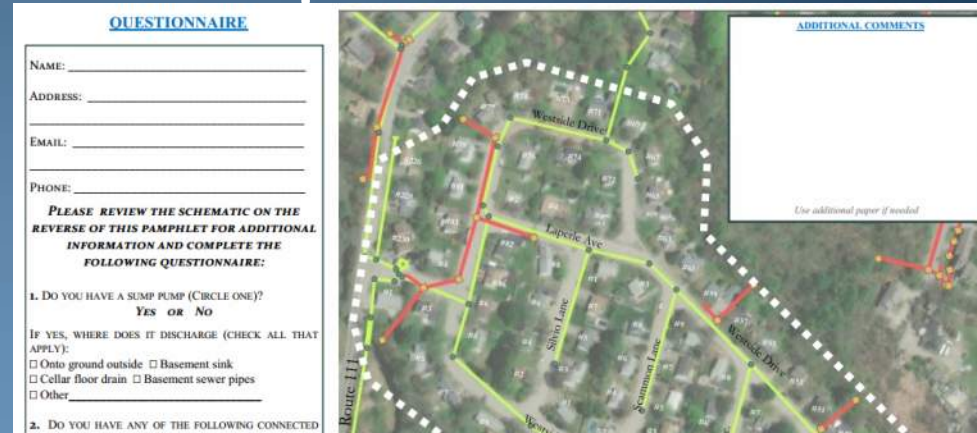 QUESTIONNAIRE
NAME:
ADDRESS:
EMAIL:
PHONE:
PLEASE REVIEW THE SCHEMATIC ON THE
REVERSE OF THIS PAMPHLET FOR ADDITIONAL
INFORMATION AND COMPLETE THE
FOLLOWING QUESTIONNAIRE:
1. DO YOU HAVE A SUMP PUMP (CIRCLE ONE)?
YES OR NO
IF YES, WHERE DOES IT DISCHARGE (CHECK ALL THAT
APPLY):
☐ Onto ground outside ☐ Basement sink
☐ Cellar floor drain ☐ Basement sewer pipes
☐ Other
2. DO YOU HAVE ANY OF THE FOLLOWING CONNECTED
Westside Drive
Laperle Ave
Silvio Lane
Scammon Lane
Westside Drive
Route 111
ADDITIONAL COMMENTS
Use additional paper if needed